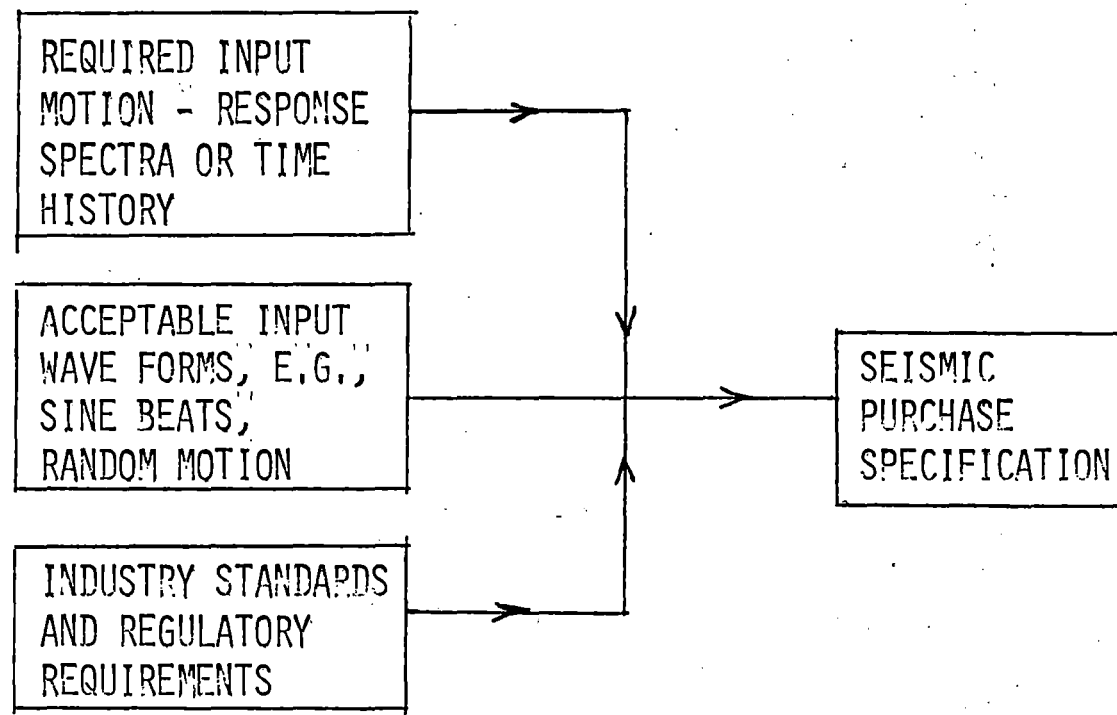 REQUIRED INPUT
MOTION - RESPONSE
SPECTRA OR TIME
HISTORY
ACCEPTABLE INPUT
WAVE FORMS, E.G.,
SINE BEATS,
RANDOM MOTION
INDUSTRY STANDARDS
AND REGULATORY
REQUIREMENTS
SEISMIC
PURCHASE
SPECIFICATION